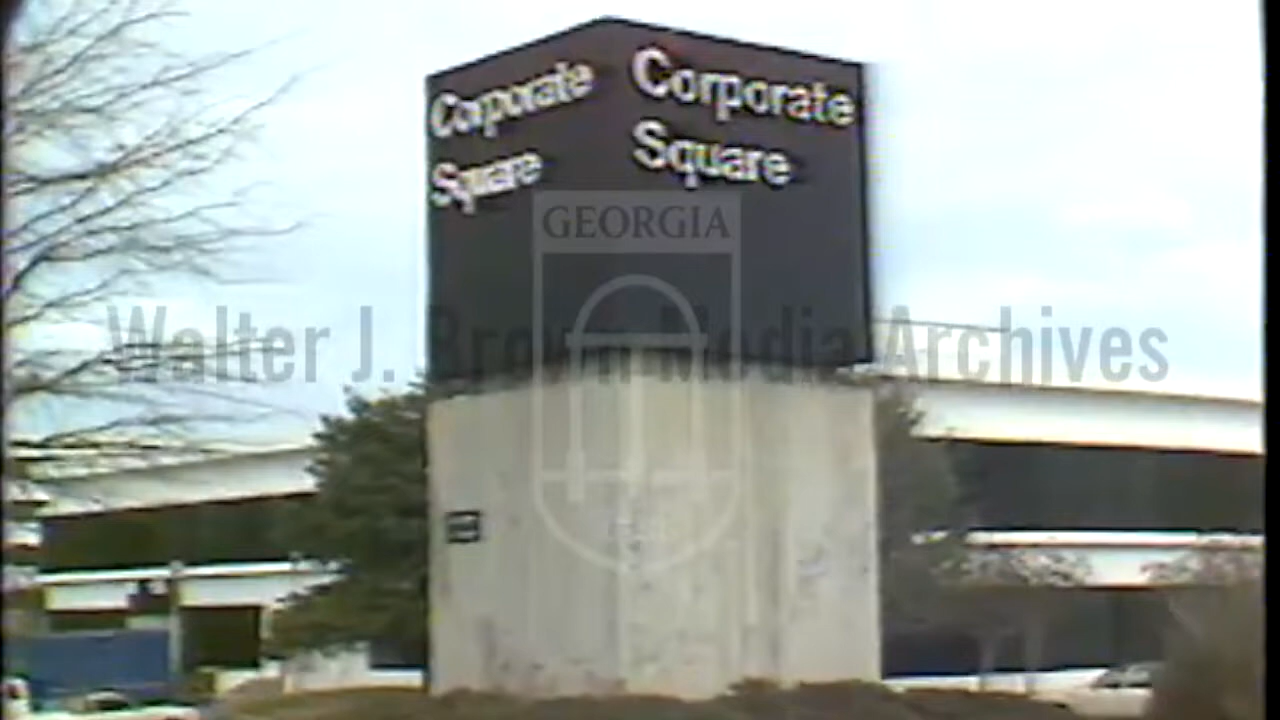 Corporate
Square
Corporate
Square
GEORGIA
Walter J. Brown Media Archives